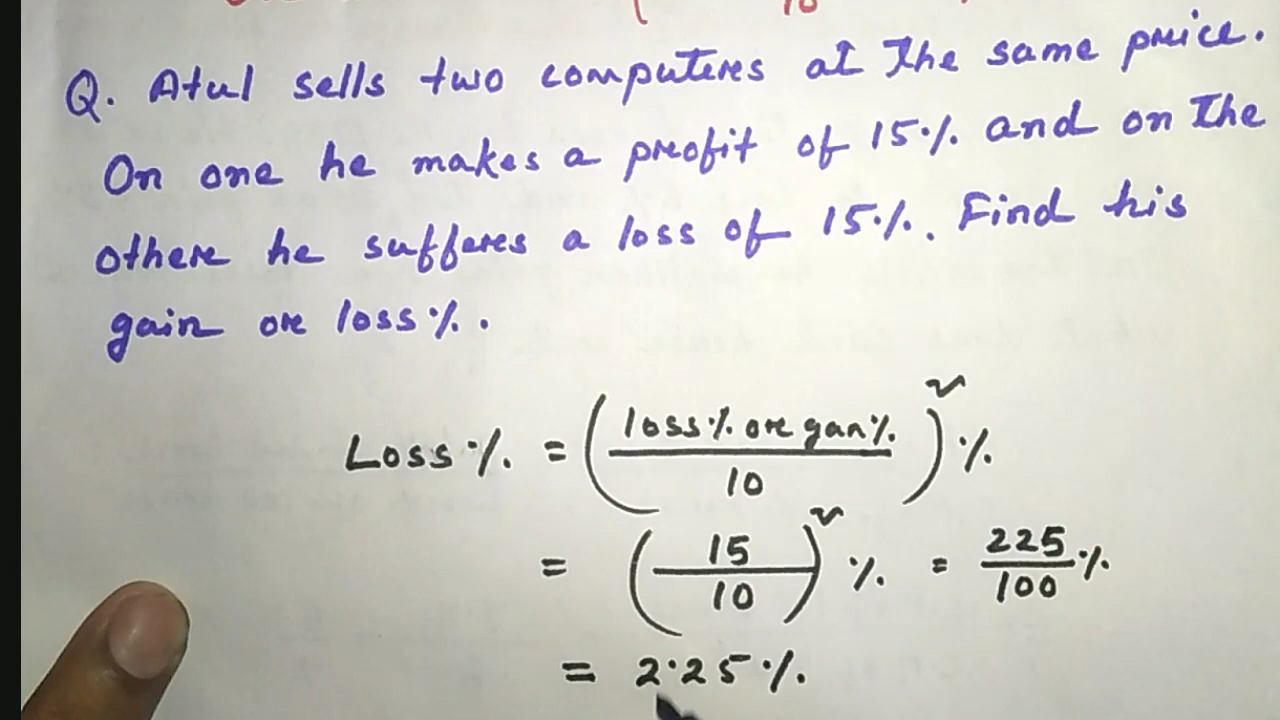 10
Q. Atul sells two computers at the same price.
On one he makes a profit of 15% and on the
other he suffers a loss of 15%. Find his
gain or loss%.
Loss% = (loss% or gan% / 10)² %
= (15 / 10)² % = 225 / 100 %
= 2.25%.